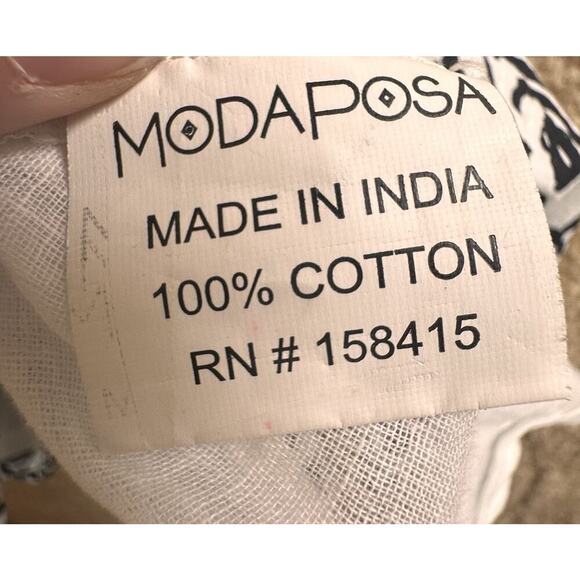 MODAPOSA
MADE IN INDIA
100% COTTON
RN # 158415